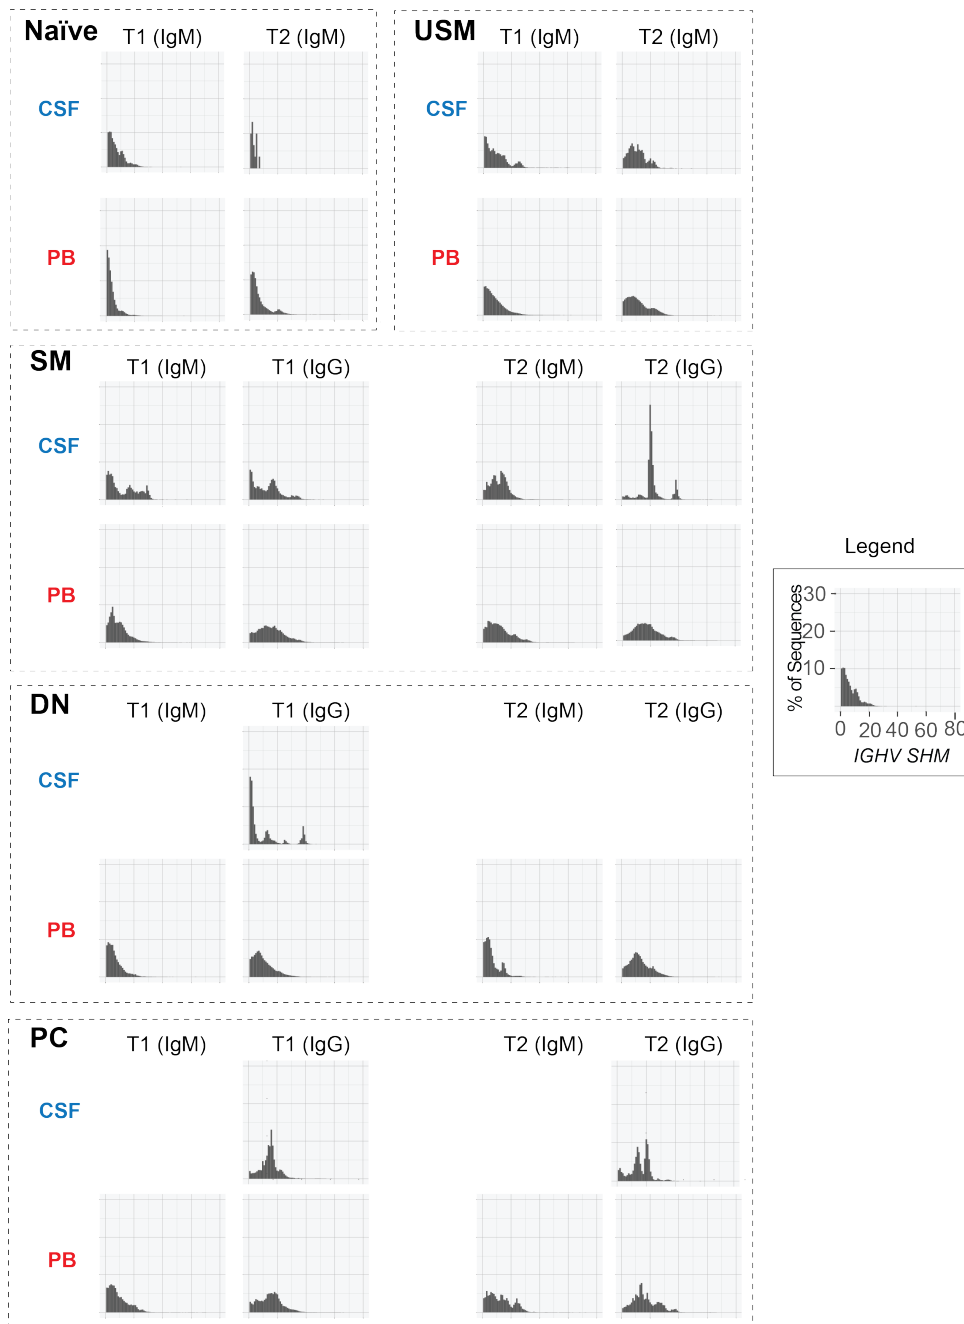 Naïve
T1 (IgM) T2 (IgM)
CSF
PB
USM
T1 (IgM) T2 (IgM)
CSF
PB
SM
T1 (IgM) T1 (IgG) T2 (IgM) T2 (IgG)
CSF
PB
DN
T1 (IgM) T1 (IgG) T2 (IgM) T2 (IgG)
CSF
PB
PC
T1 (IgM) T1 (IgG) T2 (IgM) T2 (IgG)
CSF
PB
Legend
% of Sequences
30
20
10
0 20 40 60 80
IGHV SHM